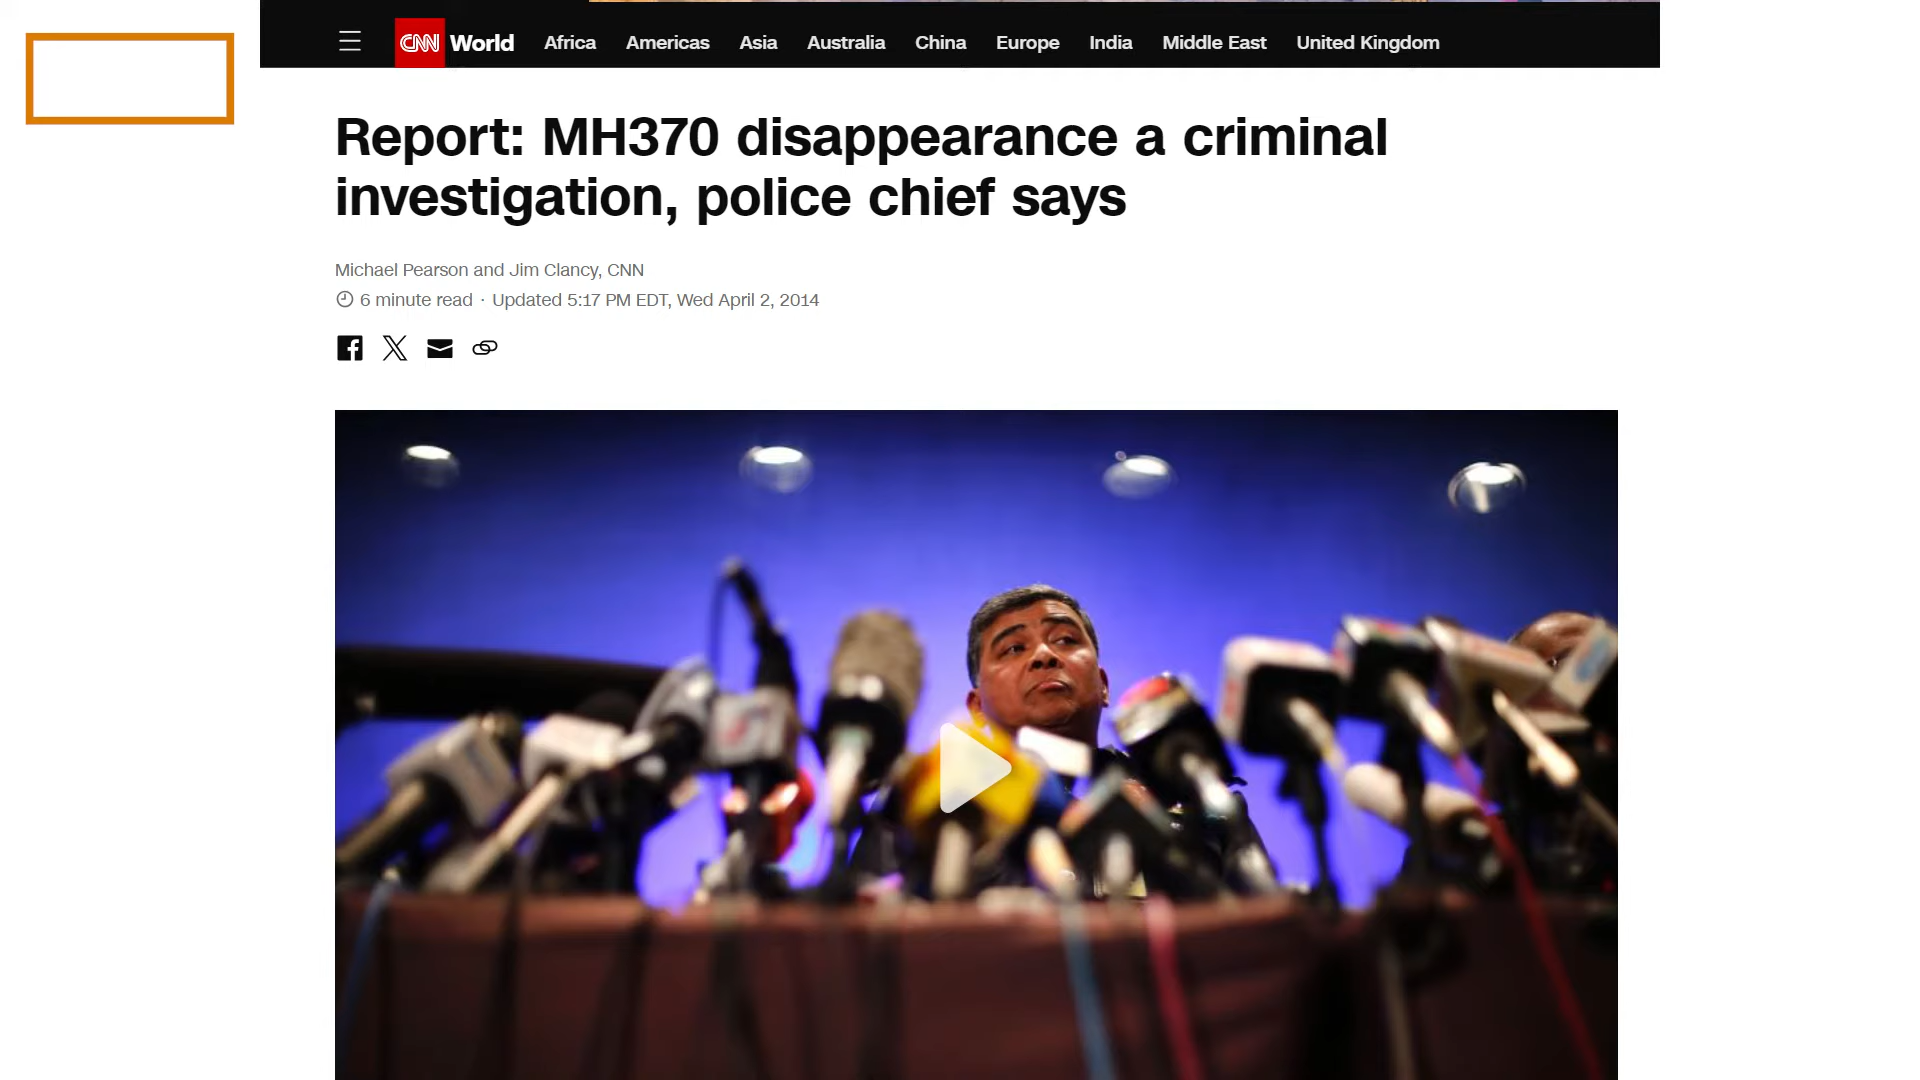 CNN World Africa Americas Asia Australia China Europe India Middle East United Kingdom
Report: MH370 disappearance a criminal
investigation, police chief says
Michael Pearson and Jim Clancy, CNN
6 minute read · Updated 5:17 PM EDT, Wed April 2, 2014